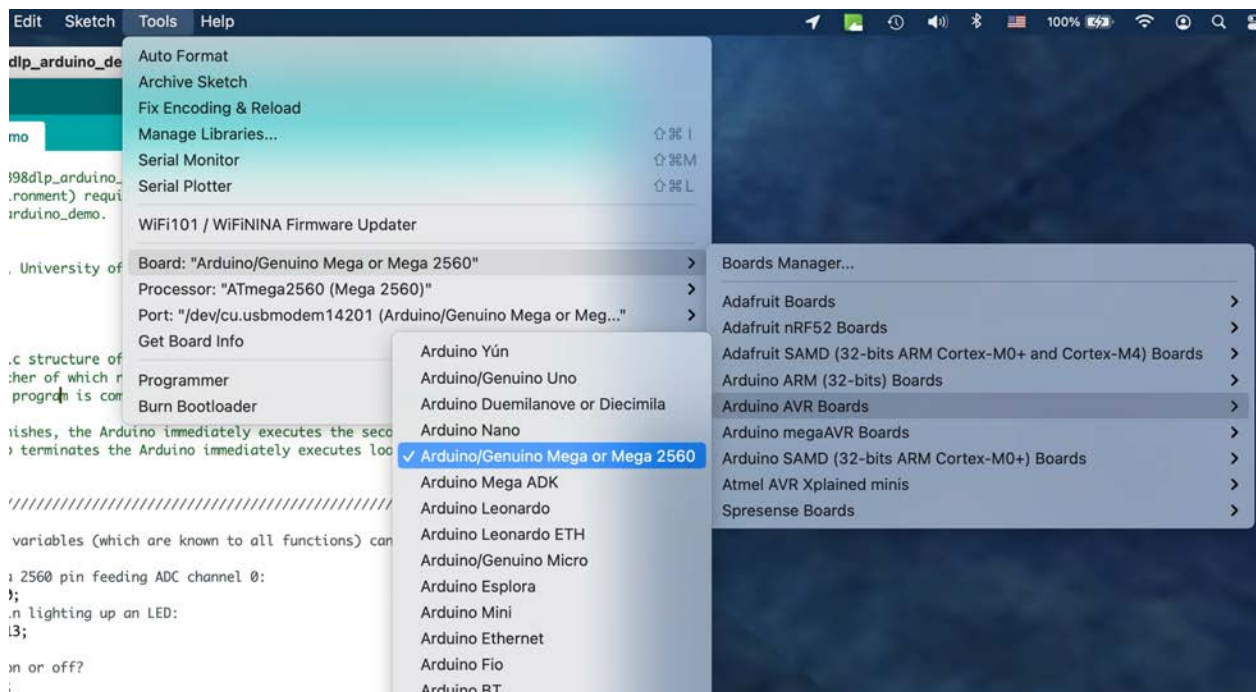 Edit Sketch Tools Help 100%
dlp_arduino_de
mo
Auto Format
Archive Sketch
Fix Encoding & Reload
Manage Libraries... ⇧⌘I
Serial Monitor ⇧⌘M
Serial Plotter ⇧⌘L
WiFi101 / WiFiNINA Firmware Updater
Board: "Arduino/Genuino Mega or Mega 2560"
Processor: "ATmega2560 (Mega 2560)"
Port: "/dev/cu.usbmodem14201 (Arduino/Genuino Mega or Meg..."
Get Board Info
Programmer
Burn Bootloader
Boards Manager...
Adafruit Boards
Adafruit nRF52 Boards
Adafruit SAMD (32-bits ARM Cortex-M0+ and Cortex-M4) Boards
Arduino ARM (32-bits) Boards
Arduino AVR Boards
Arduino megaAVR Boards
Arduino SAMD (32-bits ARM Cortex-M0+) Boards
Atmel AVR Xplained minis
Spresense Boards
Arduino Yún
Arduino/Genuino Uno
Arduino Duemilanove or Diecimila
Arduino Nano
✓ Arduino/Genuino Mega or Mega 2560
Arduino Mega ADK
Arduino Leonardo
Arduino Leonardo ETH
Arduino/Genuino Micro
Arduino Esplora
Arduino Mini
Arduino Ethernet
Arduino Fio
Arduino BT
398dlp_arduino_
ironment) requi
arduino_demo.
, University of
.c structure of
ther of which r
program is com
nishes, the Arduino immediately executes the seco
o terminates the Arduino immediately executes loo
////////////////////////////////////////////
variables (which are known to all functions) can
a 2560 pin feeding ADC channel 0:
0;
in lighting up an LED:
13;
on or off?